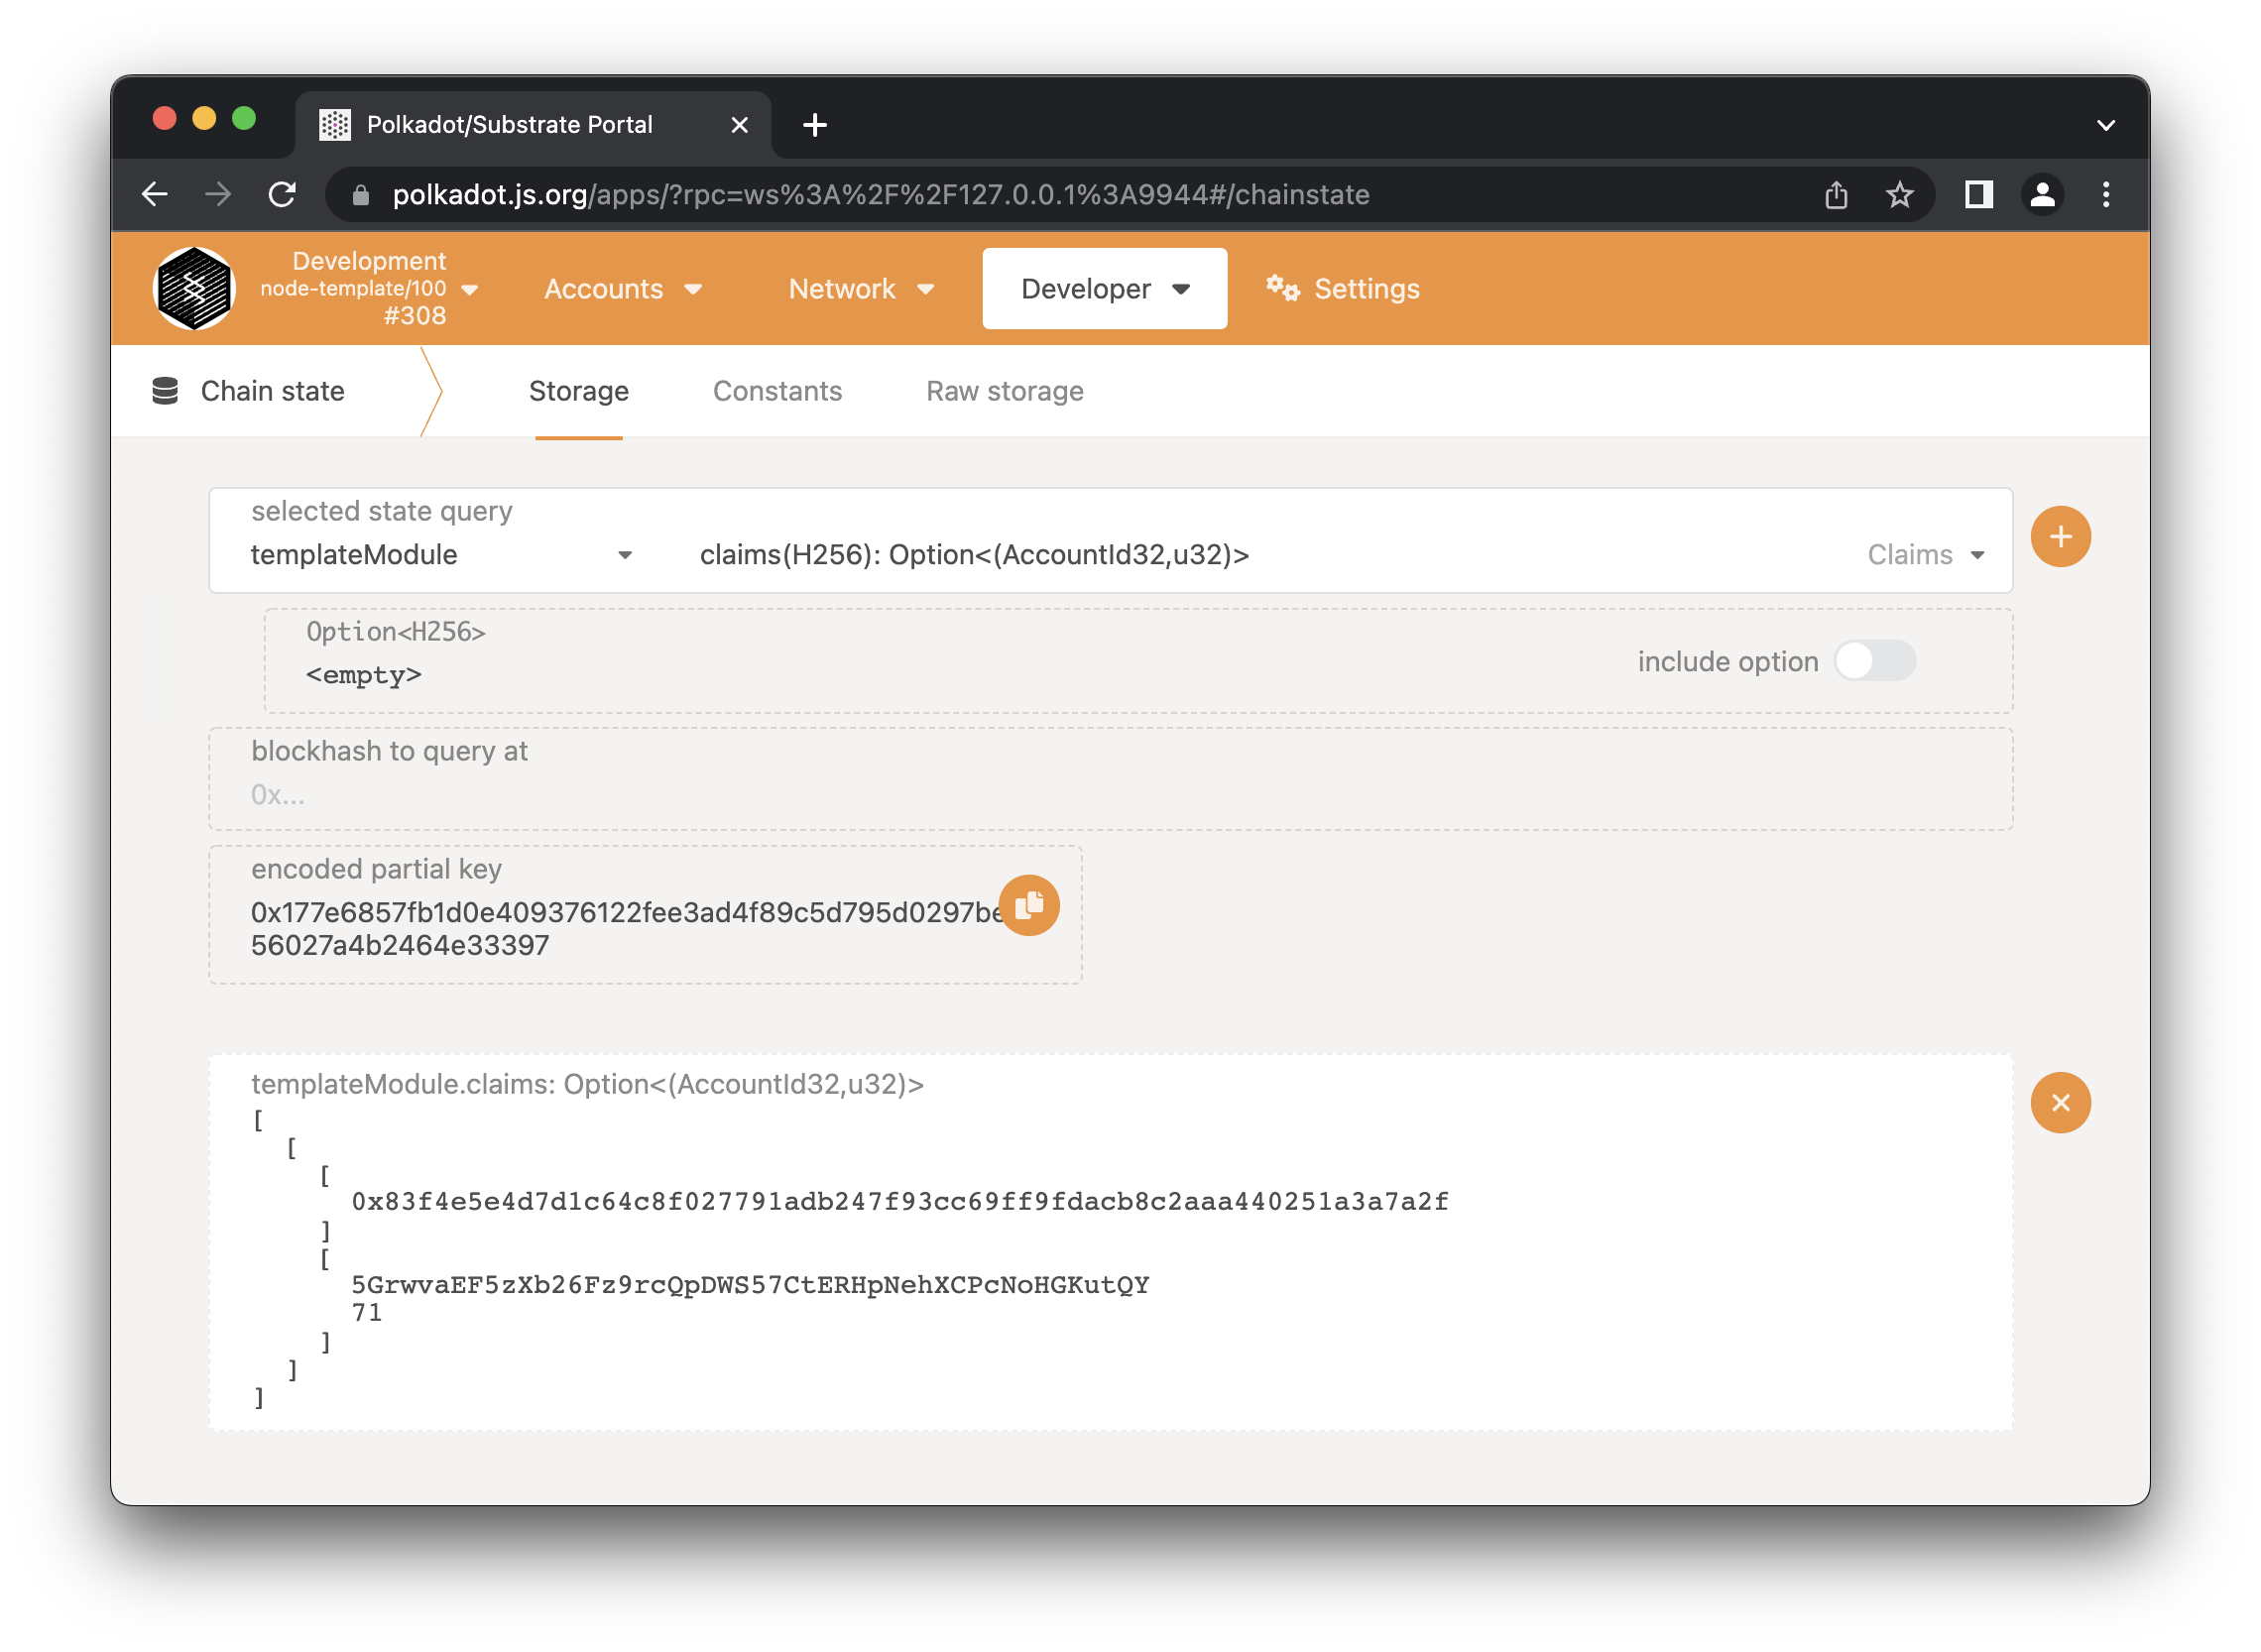 Polkadot/Substrate Portal
polkadot.js.org/apps/?rpc=ws%3A%2F%2F127.0.0.1%3A9944#/chainstate
Development
node-template/100
#308
Accounts
Network
Developer
Settings
Chain state
Storage
Constants
Raw storage
selected state query
templateModule
claims(H256): Option<(AccountId32,u32)>
Claims
Option<H256>
<empty>
include option
blockhash to query at
0x...
encoded partial key
0x177e6857fb1d0e409376122fee3ad4f89c5d795d0297be
56027a4b2464e33397
templateModule.claims: Option<(AccountId32,u32)>
[
[
[
0x83f4e5e4d7d1c64c8f027791adb247f93cc69ff9fdacb8c2aaa440251a3a7a2f
]
[
5GrwvaEF5zXb26Fz9rcQpDWS57CtERHpNehXCPcNoHGKutQY
71
]
]
]